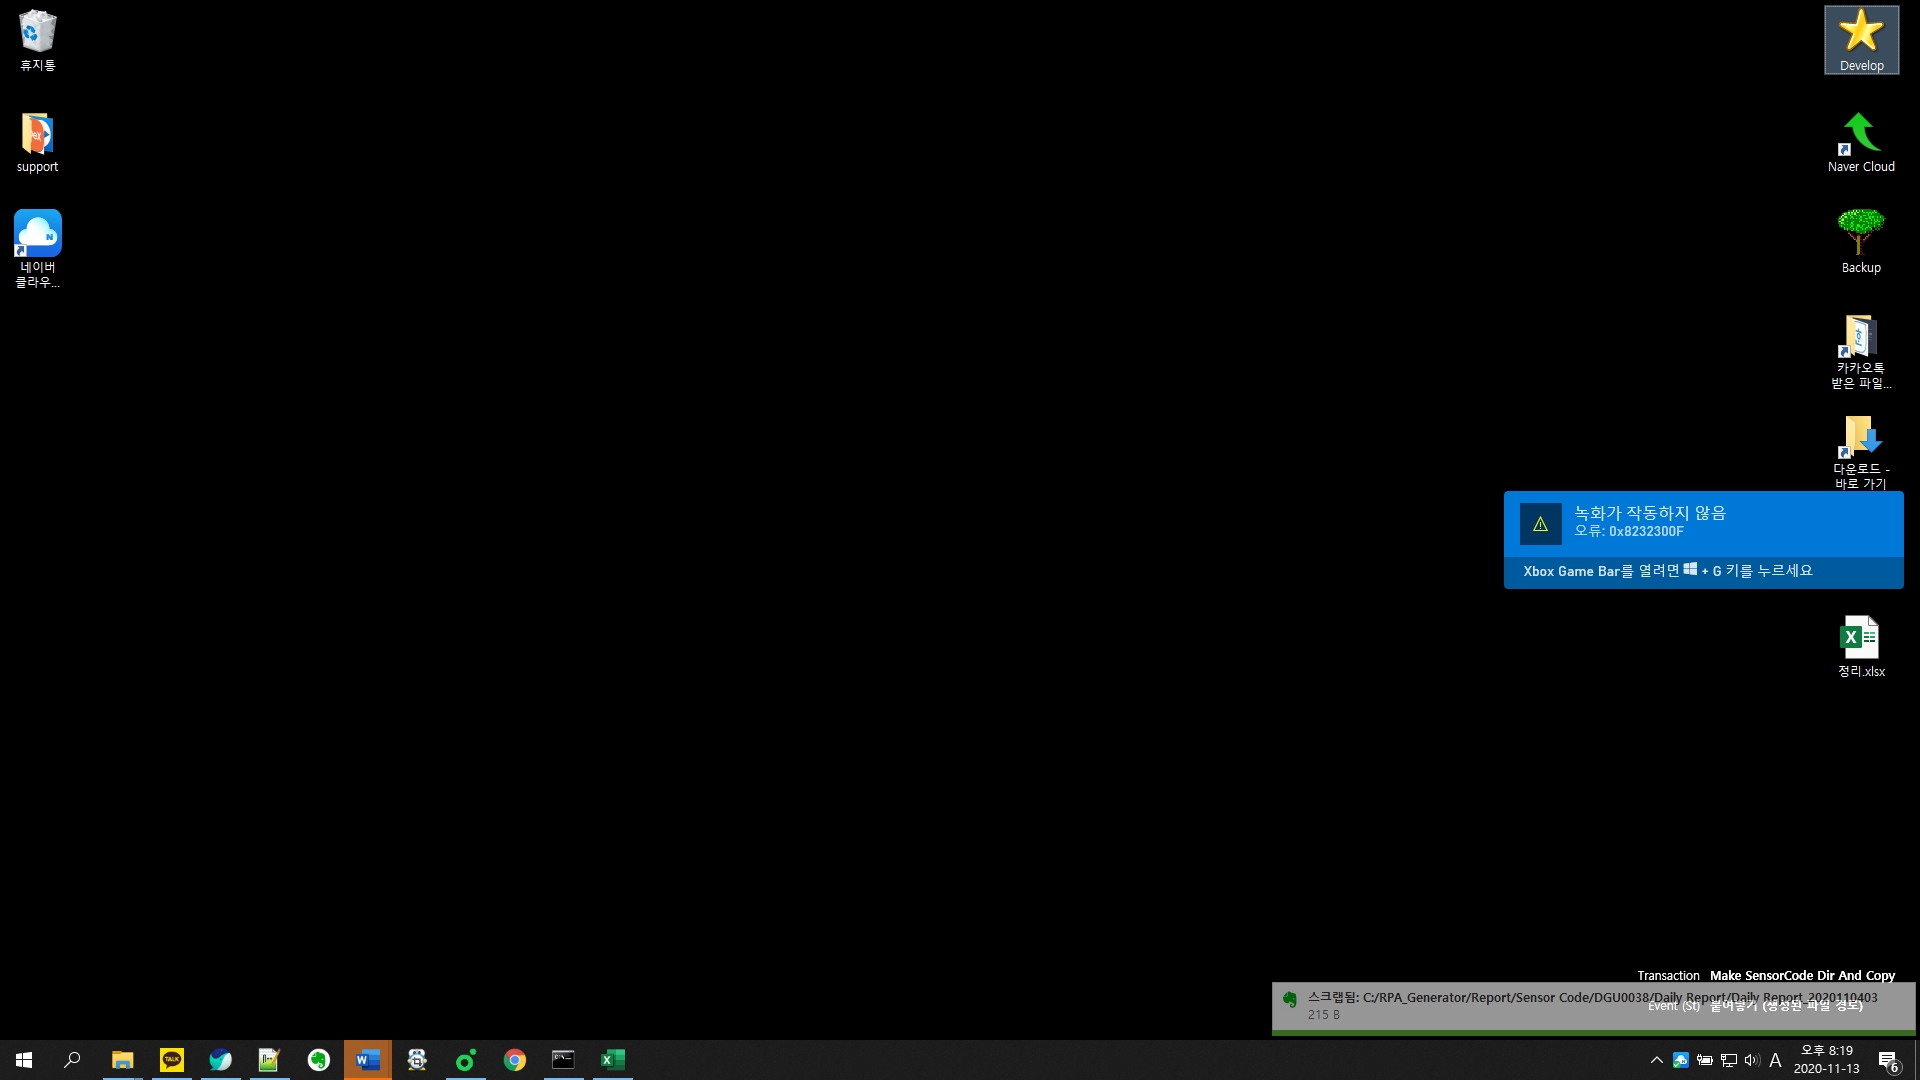 휴지통
support
네이버
클라우...
Develop
Naver Cloud
Backup
카카오톡
받은 파일...
다운로드 -
바로 가기
녹화가 작동하지 않음
오류: 0x8232300F
Xbox Game Bar를 열려면 + G 키를 누르세요
정리.xlsx
Transaction Make SensorCode Dir And Copy
스크랩됨: C:/RPA_Generator/Report/Sensor Code/DGU0038/Daily Report/Daily Report_2020110403
Event (St) 붙여넣기 (생성된 파일 경로)
215 B
TALK
A
오후 8:19
2020-11-13
6